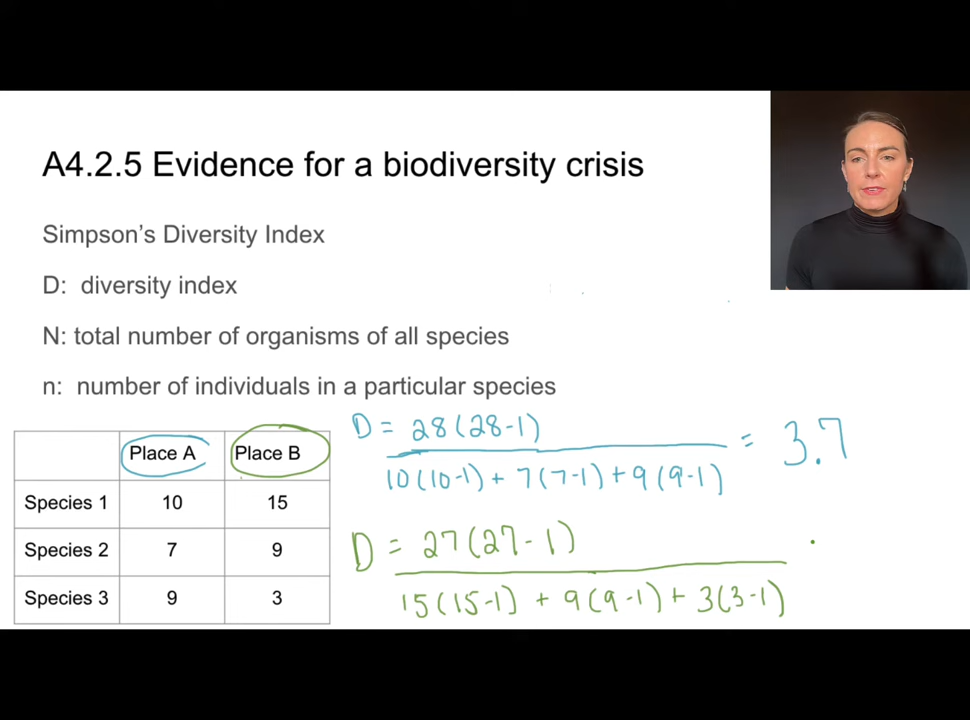 A4.2.5 Evidence for a biodiversity crisis
Simpson's Diversity Index
D: diversity index
N: total number of organisms of all species
n: number of individuals in a particular species
Place A Place B
Species 1 10 15
Species 2 7 9
Species 3 9 3
D = 28(28-1)
10(10-1) + 7(7-1) + 9(9-1)
= 3.7
D = 27(27-1)
15(15-1) + 9(9-1) + 3(3-1)